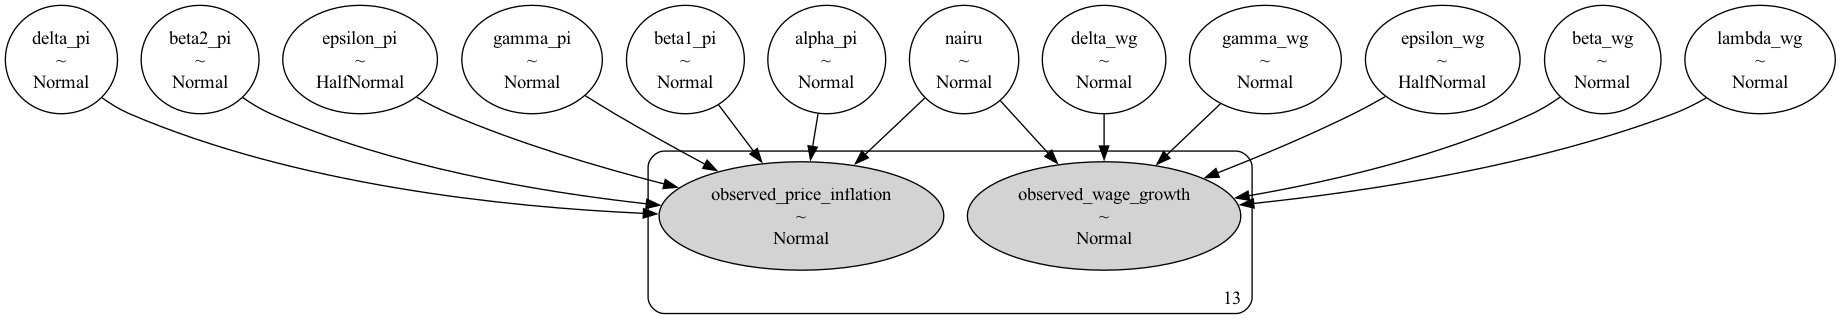 delta_pi
~
Normal
beta2_pi
~
Normal
epsilon_pi
~
HalfNormal
gamma_pi
~
Normal
beta1_pi
~
Normal
alpha_pi
~
Normal
nairu
~
Normal
delta_wg
~
Normal
gamma_wg
~
Normal
epsilon_wg
~
HalfNormal
beta_wg
~
Normal
lambda_wg
~
Normal
observed_price_inflation
~
Normal
observed_wage_growth
~
Normal
13